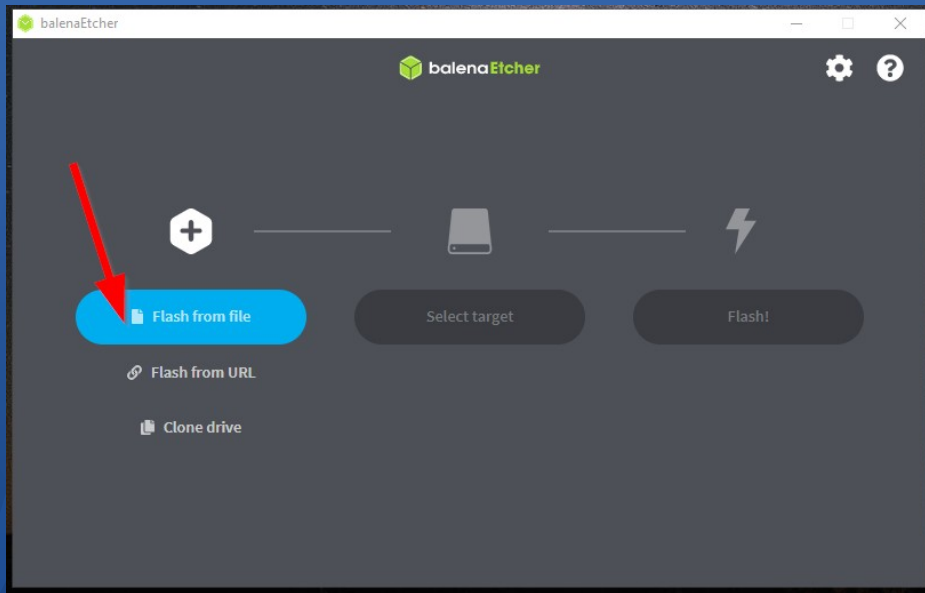 balenaEtcher
balenaEtcher
Flash from file
Select target
Flash!
Flash from URL
Clone drive